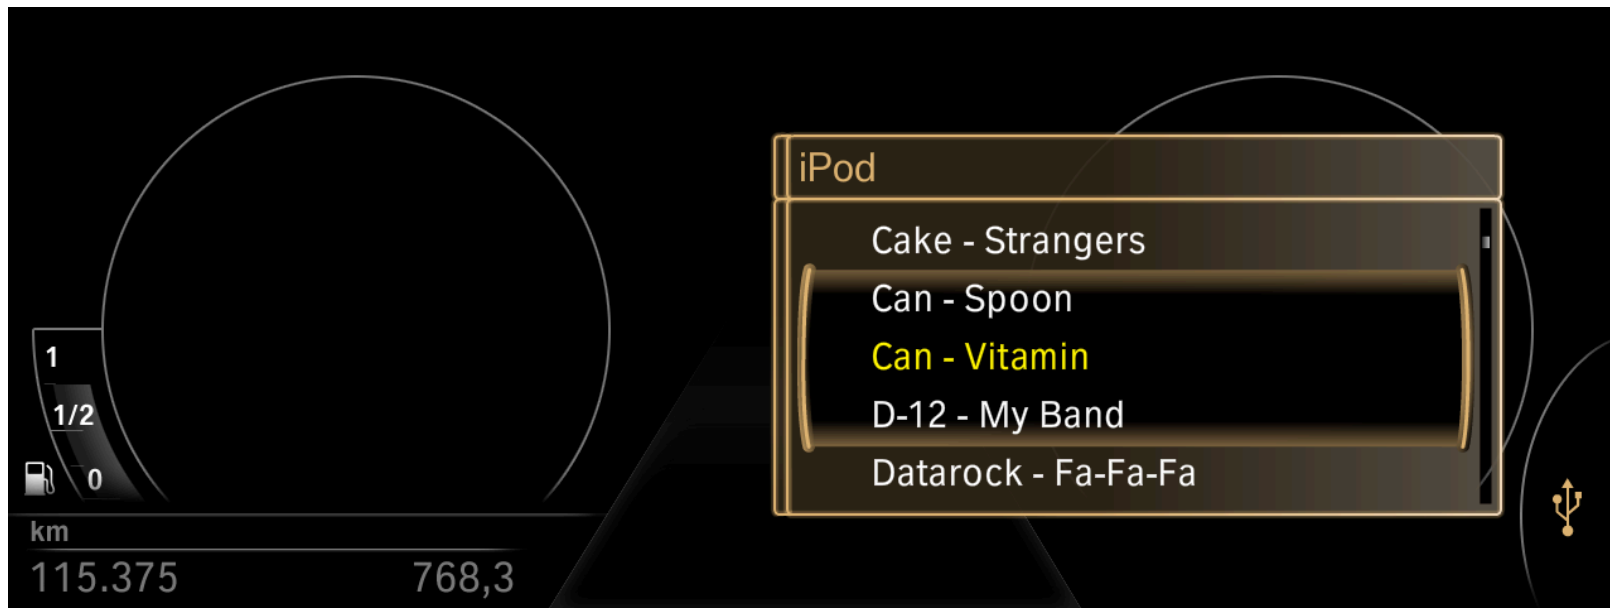 iPod
Cake - Strangers
Can - Spoon
Can - Vitamin
D-12 - My Band
Datarock - Fa-Fa-Fa
1
1/2
0
km
115.375 768,3